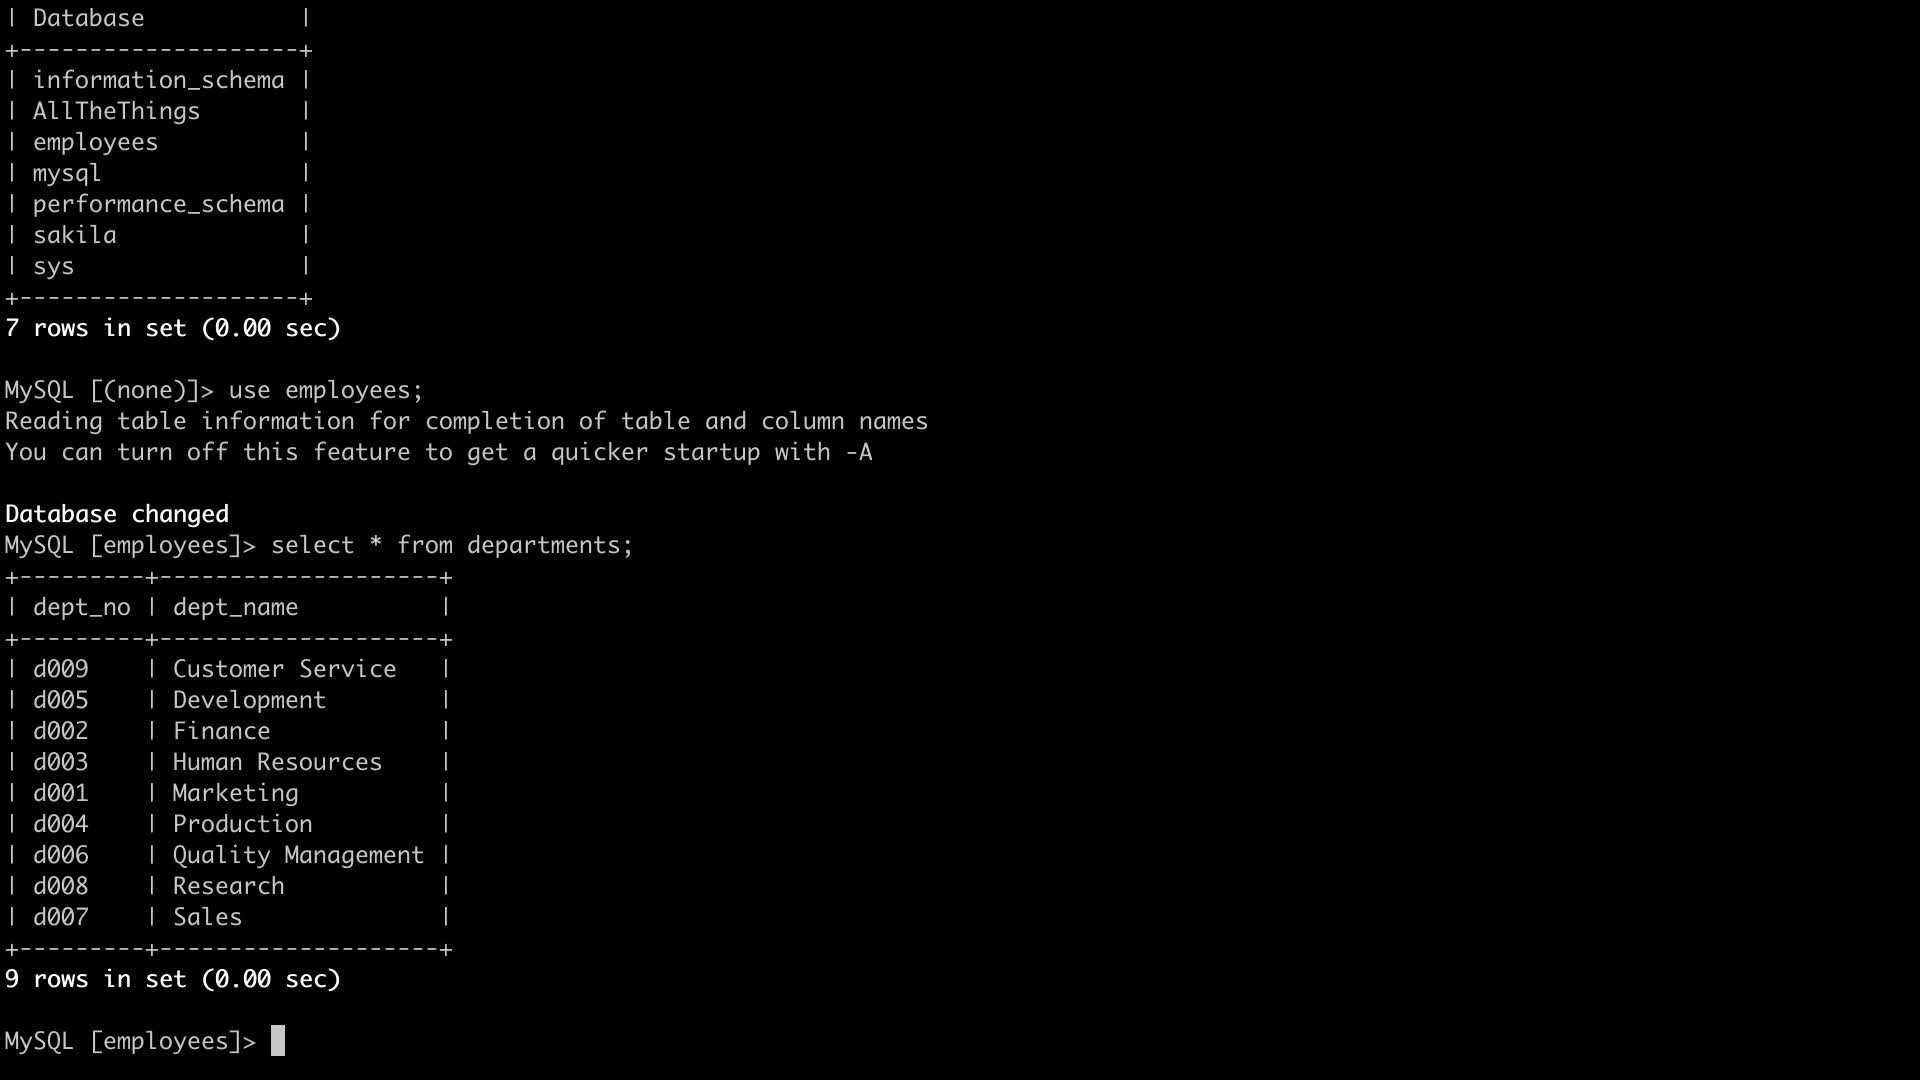 | Database           |
+--------------------+
| information_schema |
| AllTheThings       |
| employees          |
| mysql              |
| performance_schema |
| sakila             |
| sys                |
+--------------------+
7 rows in set (0.00 sec)

MySQL [(none)]> use employees;
Reading table information for completion of table and column names
You can turn off this feature to get a quicker startup with -A

Database changed
MySQL [employees]> select * from departments;
+---------+--------------------+
| dept_no | dept_name          |
+---------+--------------------+
| d009    | Customer Service   |
| d005    | Development        |
| d002    | Finance            |
| d003    | Human Resources    |
| d001    | Marketing          |
| d004    | Production         |
| d006    | Quality Management |
| d008    | Research           |
| d007    | Sales              |
+---------+--------------------+
9 rows in set (0.00 sec)

MySQL [employees]>